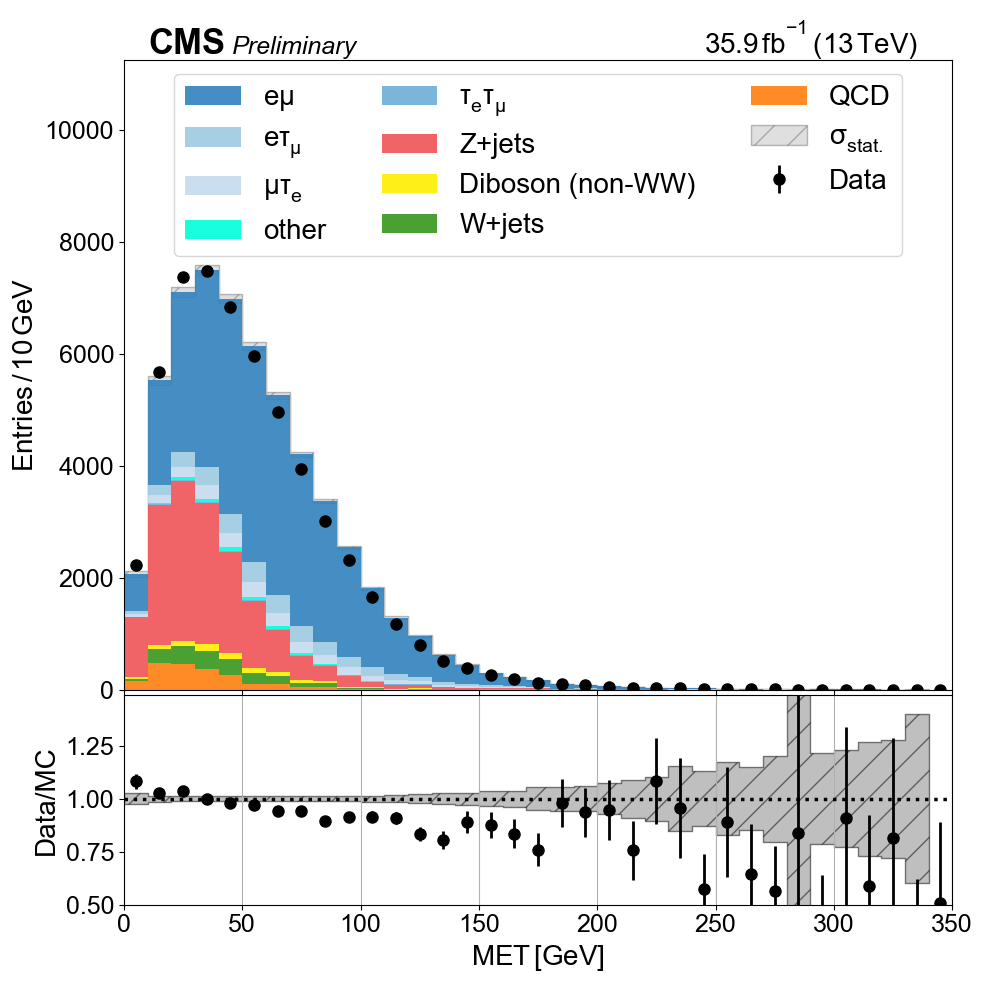 CMS Preliminary
35.9 fb⁻¹ (13 TeV)
eμ
eτμ
μτe
other
τeτμ
Z+jets
Diboson (non-WW)
W+jets
QCD
σstat.
Data
Entries / 10 GeV
10000
8000
6000
4000
2000
0
Data/MC
1.25
1.00
0.75
0.50
0
50
100
150
200
250
300
350
MET [GeV]